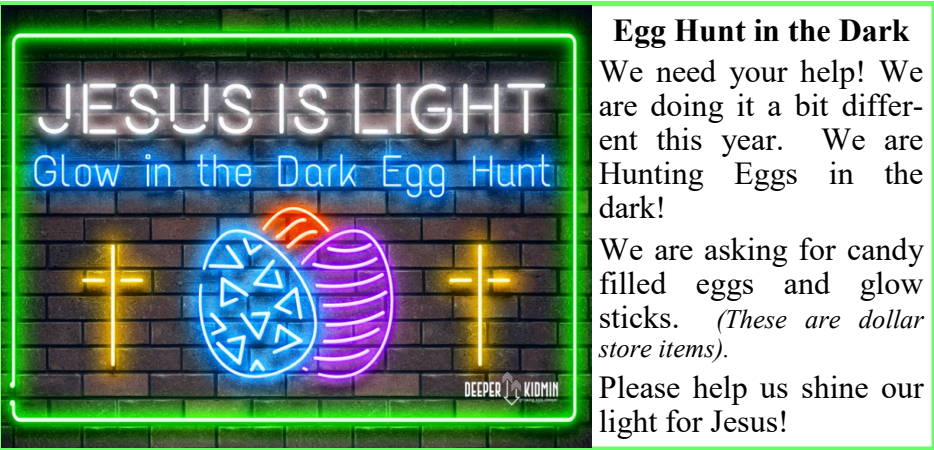 JESUS IS LIGHT
Glow in the Dark Egg Hunt
DEEPER KIDMIN
Egg Hunt in the Dark
We need your help! We
are doing it a bit differ-
ent this year. We are
Hunting Eggs in the
dark!
We are asking for candy
filled eggs and glow
sticks. (These are dollar
store items).
Please help us shine our
light for Jesus!